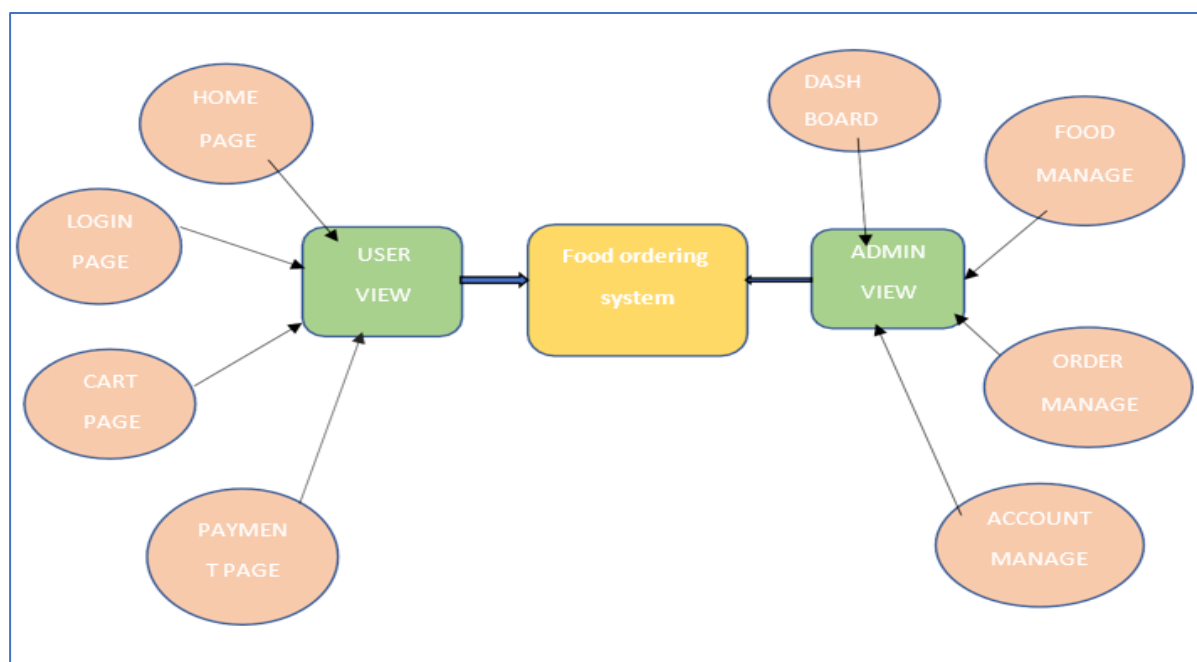 HOME
PAGE
LOGIN
PAGE
CART
PAGE
PAYMEN
T PAGE
USER
VIEW
Food ordering
system
ADMIN
VIEW
DASH
BOARD
FOOD
MANAGE
ORDER
MANAGE
ACCOUNT
MANAGE